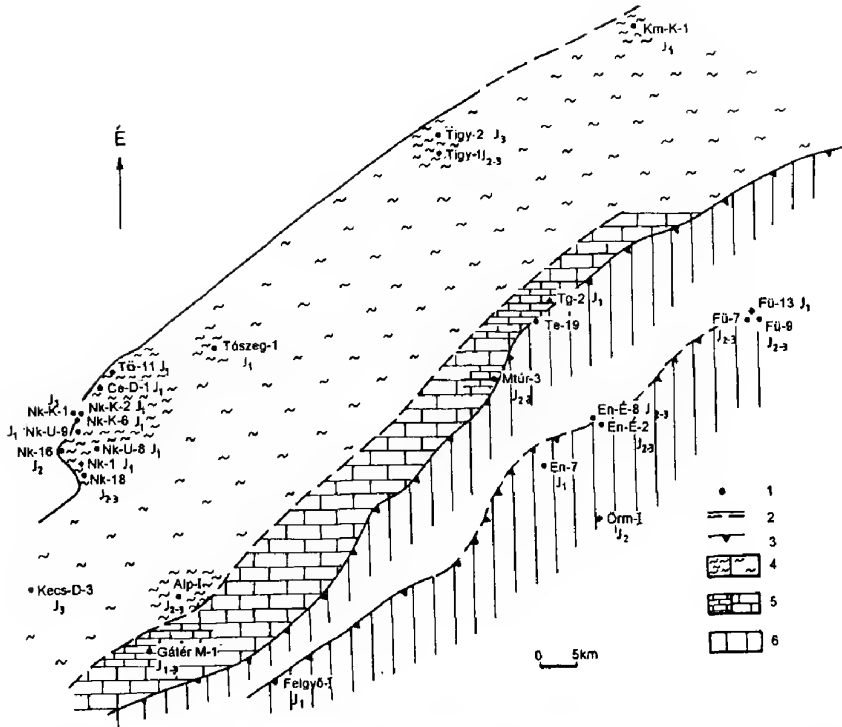 Km-K-1
J₁
É
Tigy-2 J₃
Tigy-1 J₂₋₃
Tg-2 J₁
Te-19
Fü-13 J₁
Fü-7
Fü-9
J₂₋₃
J₂₋₃
Tószeg-1
J₁
Tö-11 J₁
Ce-D-1 J₁
Mtúr-3
J₂₋₃
Nk-K-1
Nk-K-2 J₁
Nk-K-6 J₁
J₁ Nk-U-9
Nk-16
J₂
Nk-U-8 J₁
Nk-1 J₁
Nk-18
J₂₋₃
En-É-8 J₂₋₃
En-É-2
J₂₋₃
En-7
J₁
Örm-I
J₂
Kecs-D-3
J₃
Alp-I
J₂₋₃
Gátér M-1
J₁₋₃
Felgyő-I
J₁
0 5km
1
2
3
4
5
6